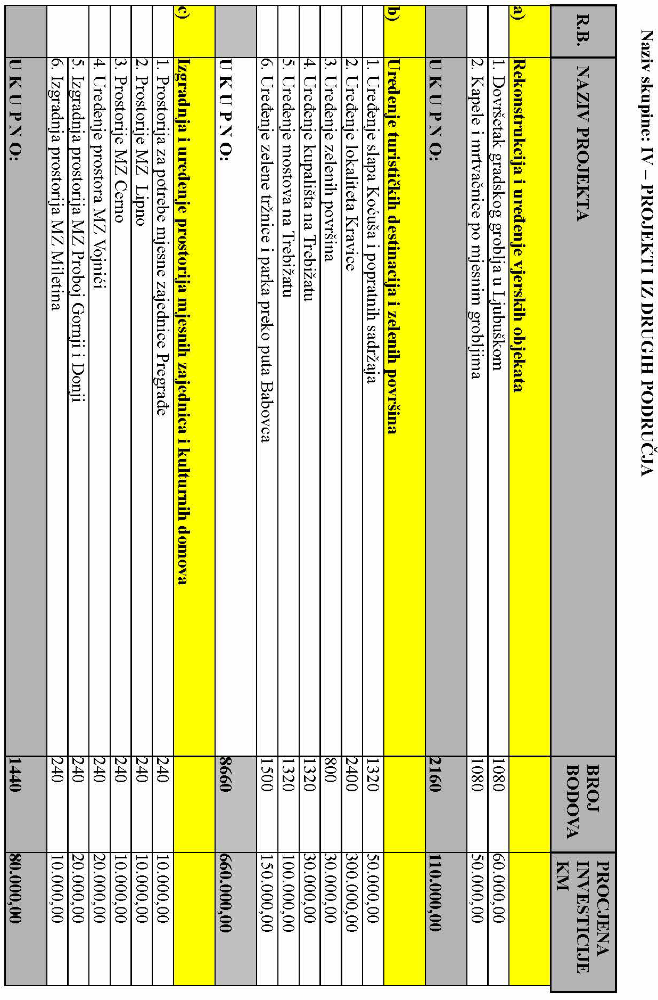 Naziv skupine: IV – PROJEKTI IZ DRUGIH PODRUČJA
R.B. NAZIV PROJEKTA BROJ BODOVA PROCJENA INVESTICIJE KM
a) Rekonstrukcija i uređenje vjerskih objekata
1. Dovršetak gradskog groblja u Ljubuškom 1080 60.000,00
2. Kapele i mrtvačnice po mjesnim grobljima 1080 50.000,00
U K U P N O: 2160 110.000,00
b) Uređenje turističkih destinacija i zelenih površina
1. Uređenje slapa Koćuša i popratnih sadržaja 1320 50.000,00
2. Uređenje lokaliteta Kravice 2400 300.000,00
3. Uređenje zelenih površina 800 30.000,00
4. Uređenje kupališta na Trebižatu 1320 30.000,00
5. Uređenje mostova na Trebižatu 1320 100.000,00
6. Uređenje zelene tržnice i parka preko puta Babovca 1500 150.000,00
U K U P N O: 8660 660.000,00
c) Izgradnja i uređenje prostorija mjesnih zajednica i kulturnih domova
1. Prostorija za potrebe mjesne zajednice Pregrađe 240 10.000,00
2. Prostorije MZ Lipno 240 10.000,00
3. Prostorije MZ Cerno 240 10.000,00
4. Uređenje prostora MZ Vojnići 240 20.000,00
5. Izgradnja prostorija MZ Proboj Gornji i Donji 240 20.000,00
6. Izgradnja prostorija MZ Miletina 240 10.000,00
U K U P N O: 1440 80.000,00